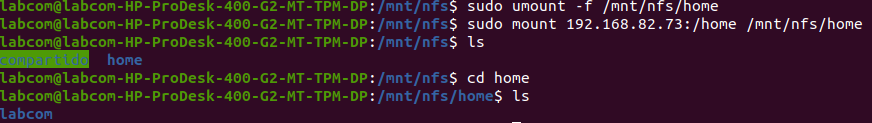 labcom@labcom-HP-ProDesk-400-G2-MT-TPM-DP:/mnt/nfs$ sudo umount -f /mnt/nfs/home
labcom@labcom-HP-ProDesk-400-G2-MT-TPM-DP:/mnt/nfs$ sudo mount 192.168.82.73:/home /mnt/nfs/home
labcom@labcom-HP-ProDesk-400-G2-MT-TPM-DP:/mnt/nfs$ ls
compartido  home
labcom@labcom-HP-ProDesk-400-G2-MT-TPM-DP:/mnt/nfs$ cd home
labcom@labcom-HP-ProDesk-400-G2-MT-TPM-DP:/mnt/nfs/home$ ls
labcom